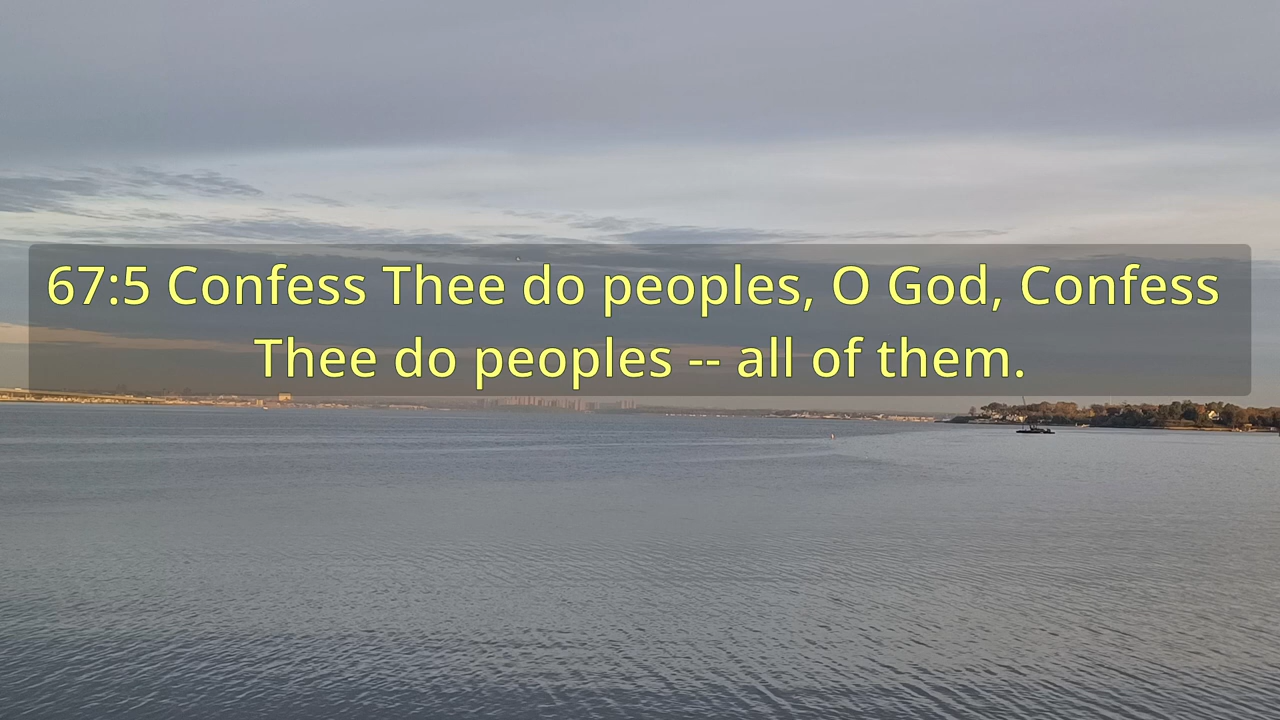 67:5 Confess Thee do peoples, O God, Confess
Thee do peoples -- all of them.